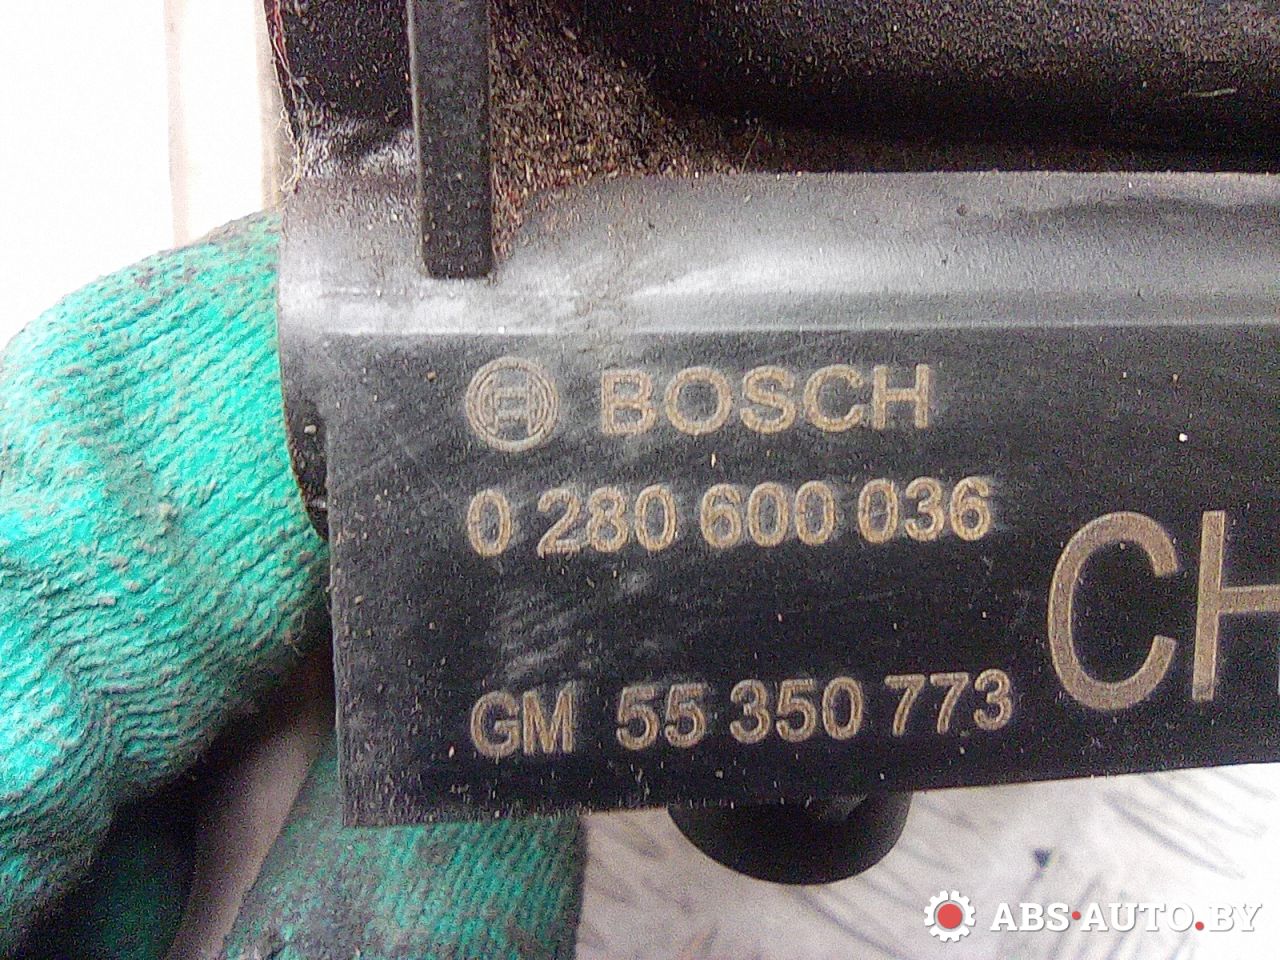 BOSCH
0 280 600 036
CH
GM 55 350 773
ABS-AUTO.BY